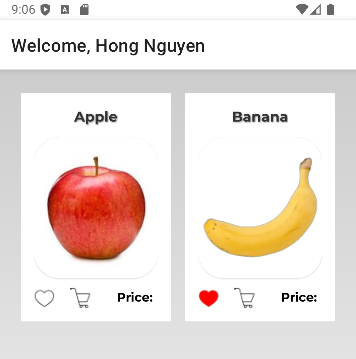 9:06
Welcome, Hong Nguyen
Apple
Banana
Price:
Price: